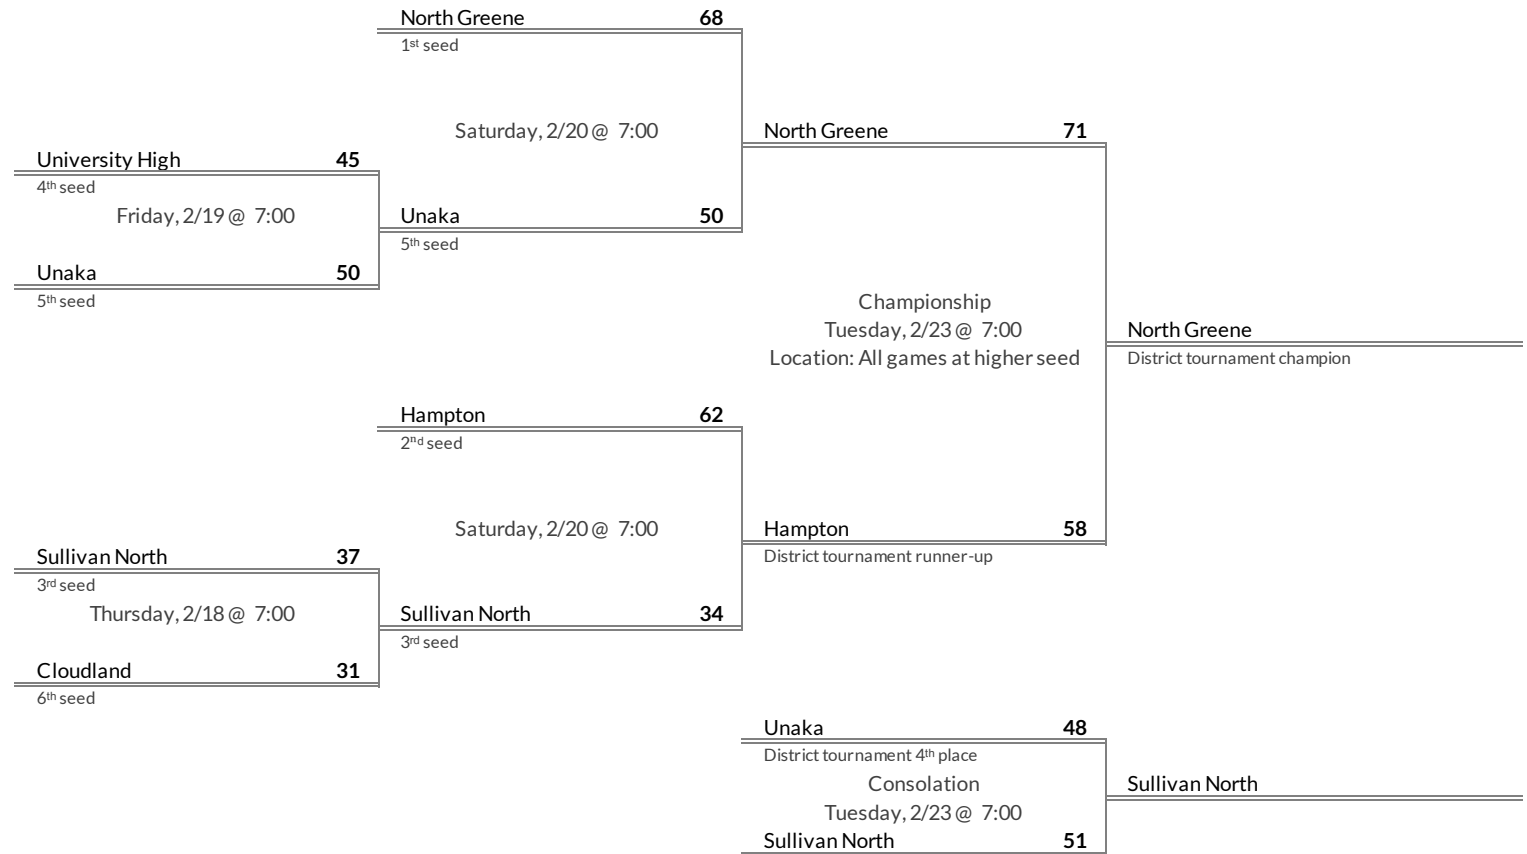 North Greene 68
1st seed
Saturday, 2/20 @ 7:00
North Greene 71
University High 45
4th seed
Friday, 2/19 @ 7:00
Unaka 50
5th seed
Unaka 50
5th seed
Championship
Tuesday, 2/23 @ 7:00
Location: All games at higher seed
North Greene
District tournament champion
Hampton 62
2nd seed
Saturday, 2/20 @ 7:00
Hampton 58
District tournament runner-up
Sullivan North 37
3rd seed
Thursday, 2/18 @ 7:00
Sullivan North 34
3rd seed
Cloudland 31
6th seed
Unaka 48
District tournament 4th place
Consolation
Tuesday, 2/23 @ 7:00
Sullivan North
Sullivan North 51